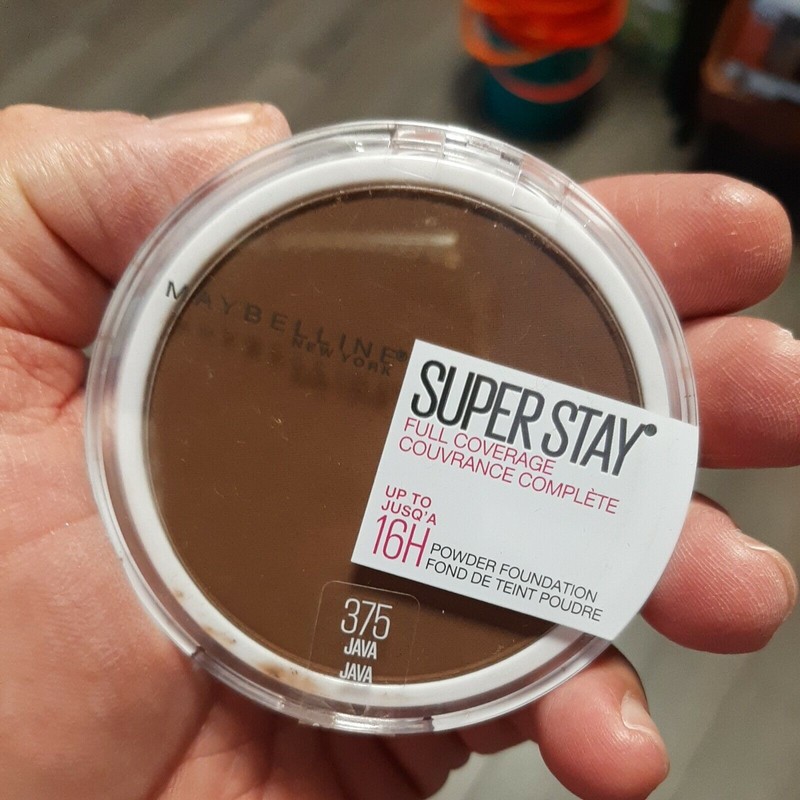 MAYBELLINE®
NEW YORK
SUPER STAY®
FULL COVERAGE
COUVRANCE COMPLÈTE
UP TO
JUSQ'A
16H POWDER FOUNDATION
FOND DE TEINT POUDRE
375
JAVA
JAVA